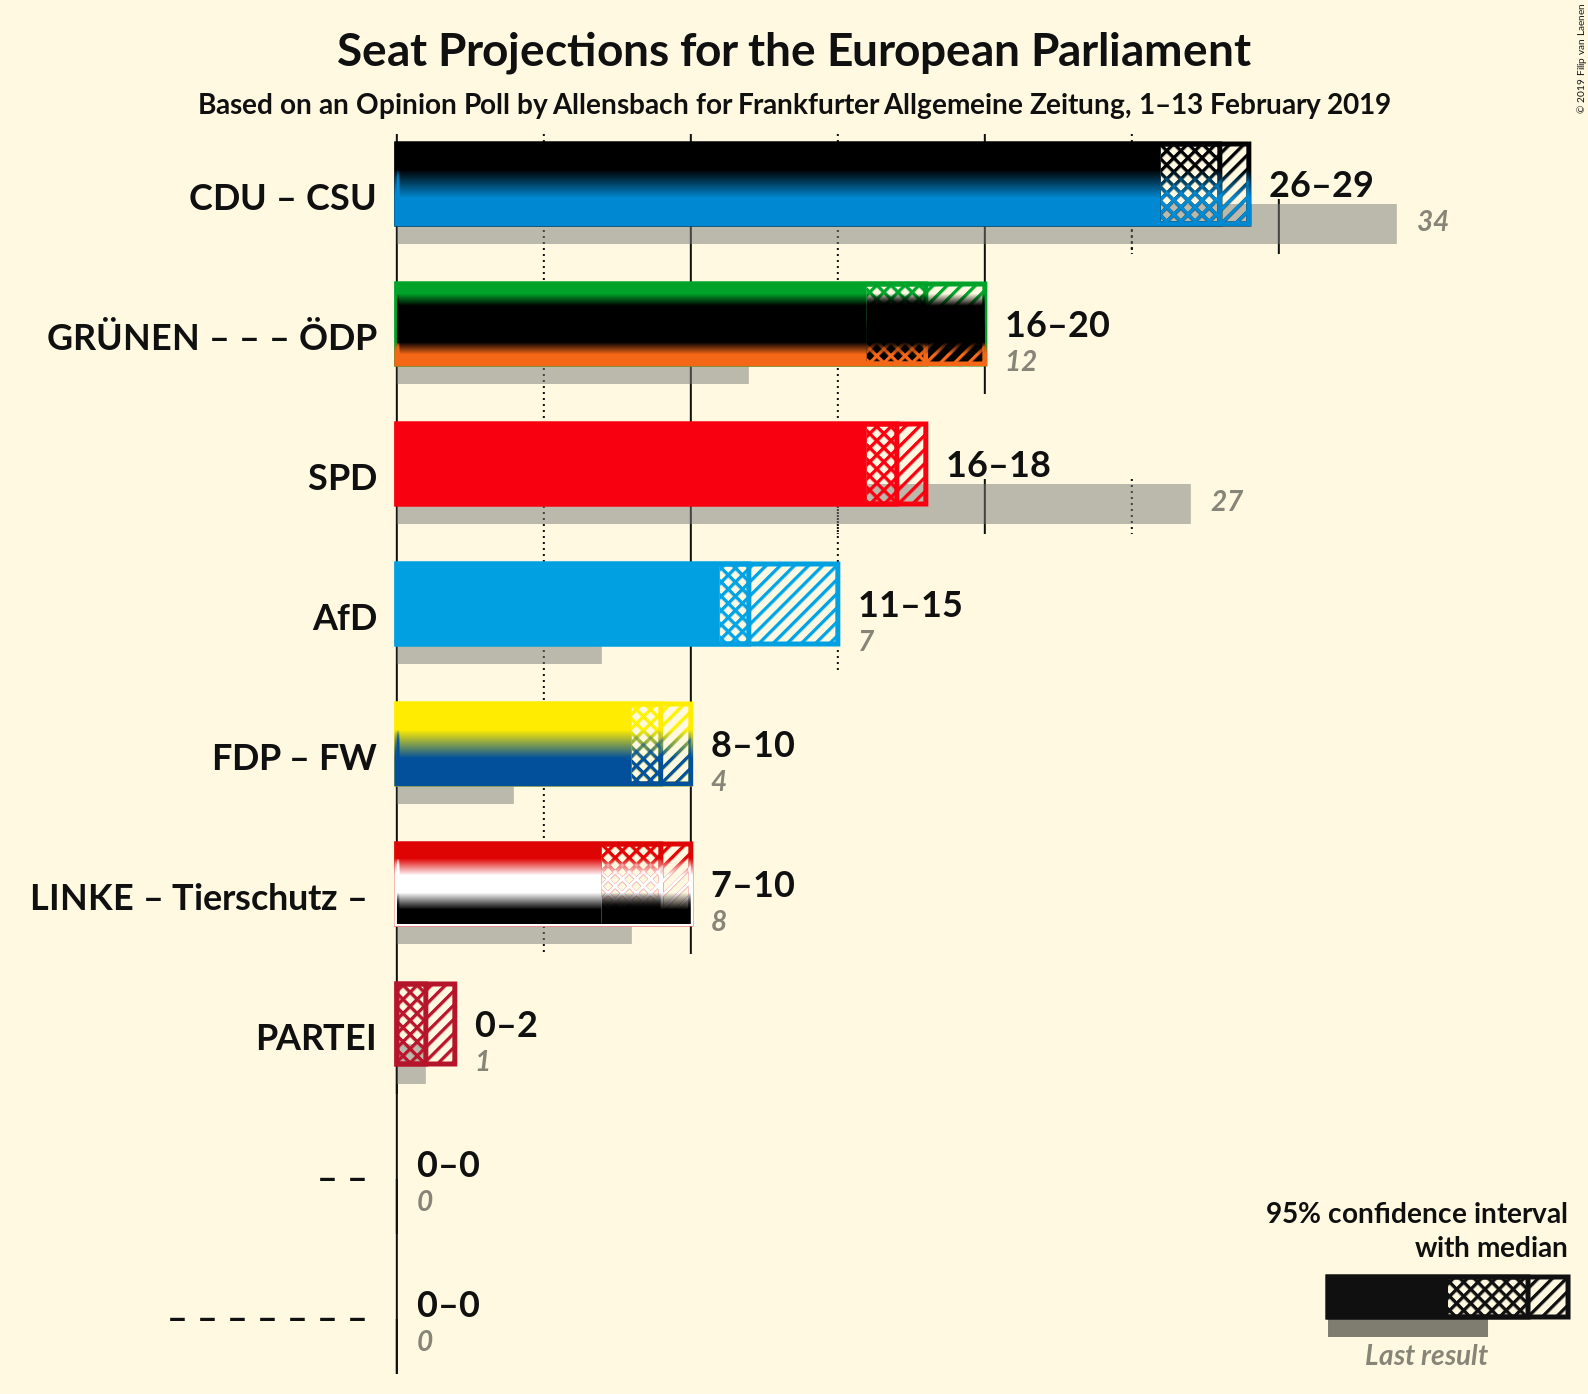 Seat Projections for the European Parliament
Based on an Opinion Poll by Allensbach for Frankfurter Allgemeine Zeitung, 1–13 February 2019
© 2019 Filip van Laenen
CDU – CSU
26–29
34
GRÜNEN – – – ÖDP
16–20
12
SPD
16–18
27
AfD
11–15
7
FDP – FW
8–10
4
LINKE – Tierschutz –
7–10
8
PARTEI
0–2
1
– –
0–0
0
– – – – – – –
0–0
0
95% confidence interval
with median
Last result